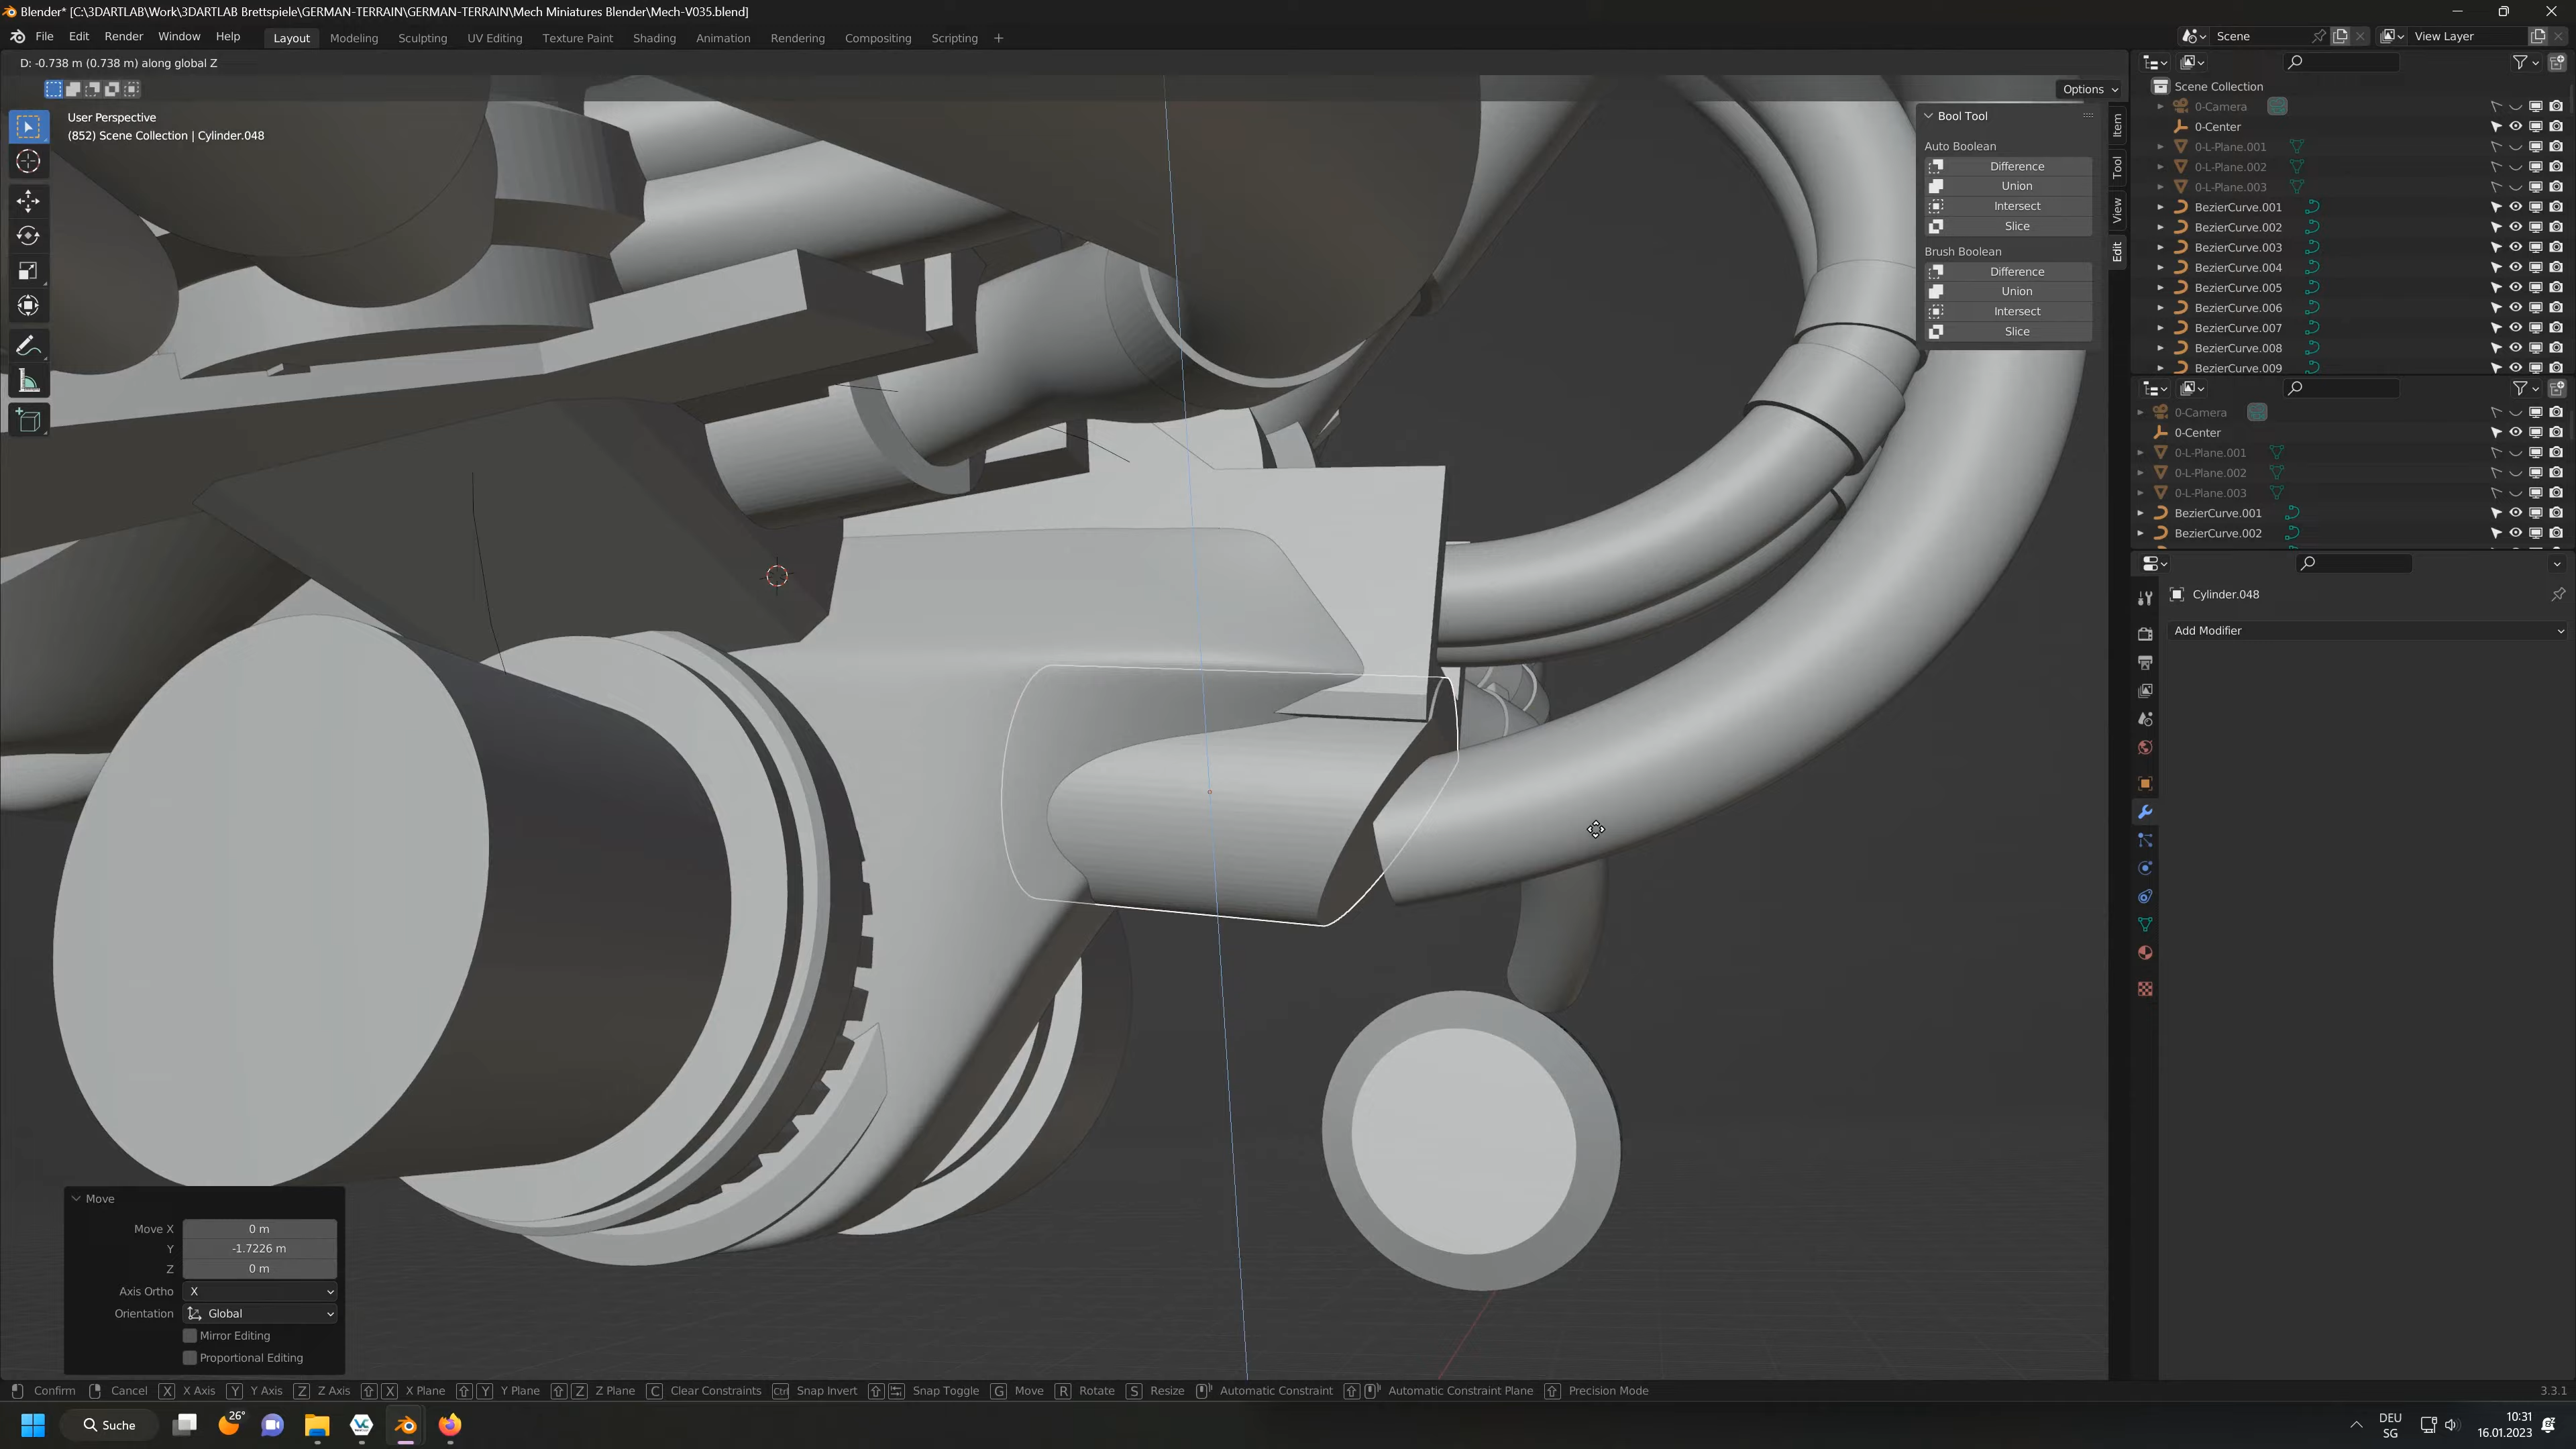 Blender* [C:\3DARTLAB\Work\3DARTLAB Brettspiele\GERMAN-TERRAIN\GERMAN-TERRAIN\Mech Miniatures Blender\Mech-V035.blend]
File Edit Render Window Help Layout Modeling Sculpting UV Editing Texture Paint Shading Animation Rendering Compositing Scripting Scene View Layer
D: -0.738 m (0.738 m) along global Z
Options
User Perspective
(852) Scene Collection | Cylinder.048
Bool Tool
Auto Boolean
Difference
Union
Intersect
Slice
Brush Boolean
Difference
Union
Intersect
Slice
Item
Tool
View
Edit
Scene Collection
0-Camera
0-Center
0-L-Plane.001
0-L-Plane.002
0-L-Plane.003
BezierCurve.001
BezierCurve.002
BezierCurve.003
BezierCurve.004
BezierCurve.005
BezierCurve.006
BezierCurve.007
BezierCurve.008
BezierCurve.009
0-Camera
0-Center
0-L-Plane.001
0-L-Plane.002
0-L-Plane.003
BezierCurve.001
BezierCurve.002
Cylinder.048
Add Modifier
Move
Move X 0 m
Y -1.7226 m
Z 0 m
Axis Ortho X
Orientation Global
Mirror Editing
Proportional Editing
Confirm Cancel X X Axis Y Y Axis Z Z Axis X X Plane Y Y Plane Z Z Plane C Clear Constraints Ctrl Snap Invert Snap Toggle G Move R Rotate S Resize Automatic Constraint Automatic Constraint Plane Precision Mode 3.3.1
Suche 26° DEU 10:31
SG 16.01.2023